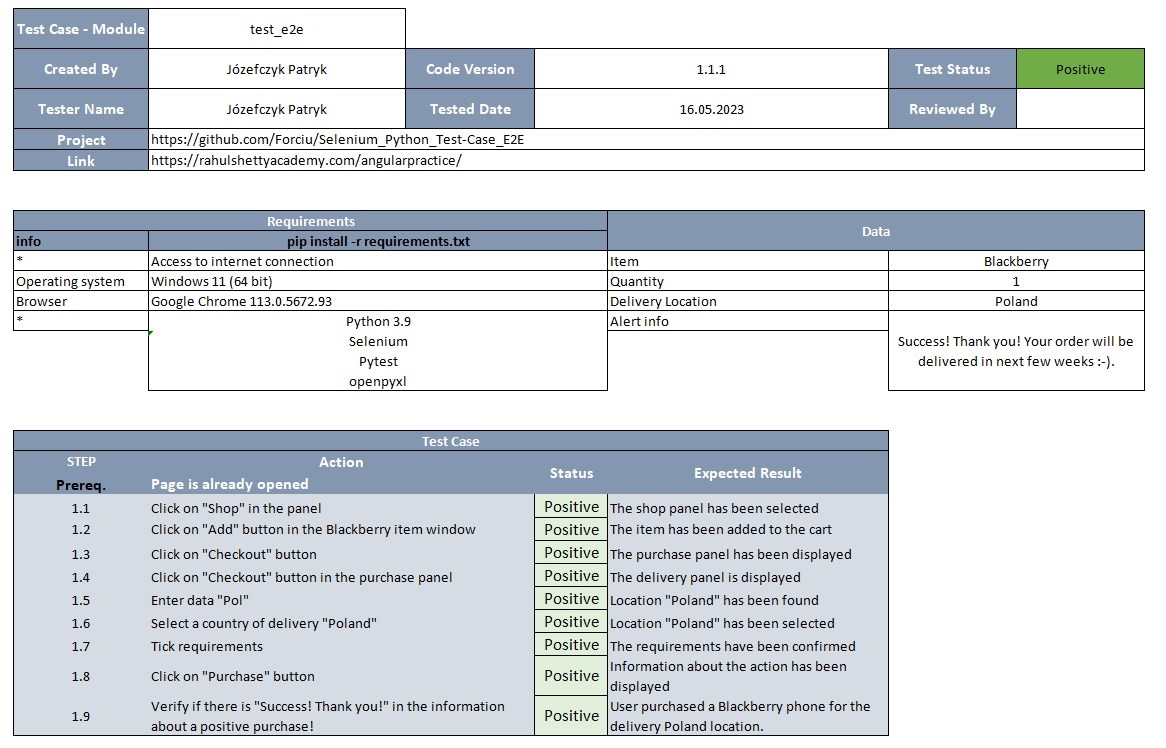 Test Case - Module test_e2e
Created By Józefczyk Patryk Code Version 1.1.1 Test Status Positive
Tester Name Józefczyk Patryk Tested Date 16.05.2023 Reviewed By
Project https://github.com/Forciu/Selenium_Python_Test-Case_E2E
Link https://rahulshettyacademy.com/angularpractice/
Requirements Data
info pip install -r requirements.txt
* Access to internet connection Item Blackberry
Operating system Windows 11 (64 bit) Quantity 1
Browser Google Chrome 113.0.5672.93 Delivery Location Poland
* Python 3.9 Alert info
Selenium Success! Thank you! Your order will be
Pytest delivered in next few weeks :-).
openpyxl
Test Case
STEP Action Status Expected Result
Prereq. Page is already opened
1.1 Click on "Shop" in the panel Positive The shop panel has been selected
1.2 Click on "Add" button in the Blackberry item window Positive The item has been added to the cart
1.3 Click on "Checkout" button Positive The purchase panel has been displayed
1.4 Click on "Checkout" button in the purchase panel Positive The delivery panel is displayed
1.5 Enter data "Pol" Positive Location "Poland" has been found
1.6 Select a country of delivery "Poland" Positive Location "Poland" has been selected
1.7 Tick requirements Positive The requirements have been confirmed
1.8 Click on "Purchase" button Positive Information about the action has been
displayed
1.9 Verify if there is "Success! Thank you!" in the information Positive User purchased a Blackberry phone for the
about a positive purchase! delivery Poland location.